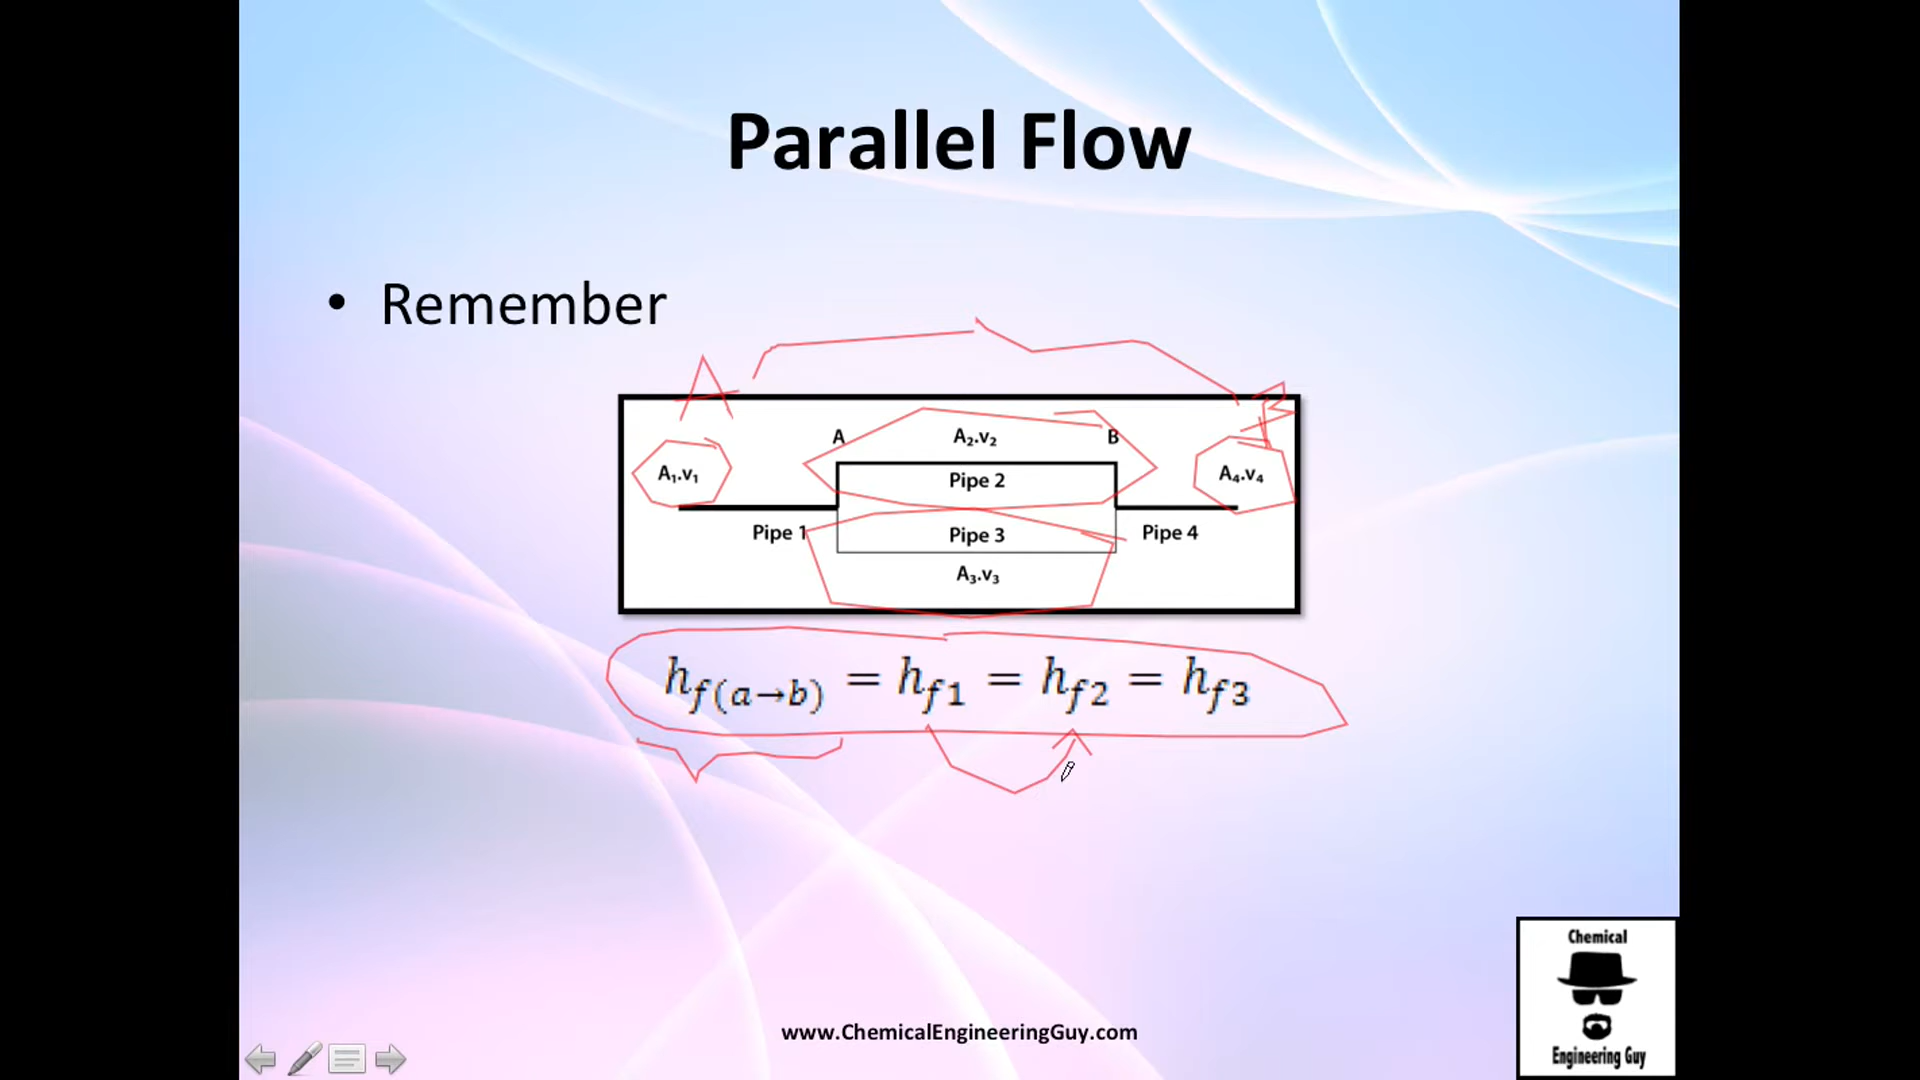 Parallel Flow
• Remember
A
B
A A₂.v₂ B
A₁.v₁ A₄.v₄
Pipe 2
Pipe 1 Pipe 3 Pipe 4
A₃.v₃
h_f(a→b) = h_f1 = h_f2 = h_f3
Chemical
Engineering Guy
www.ChemicalEngineeringGuy.com